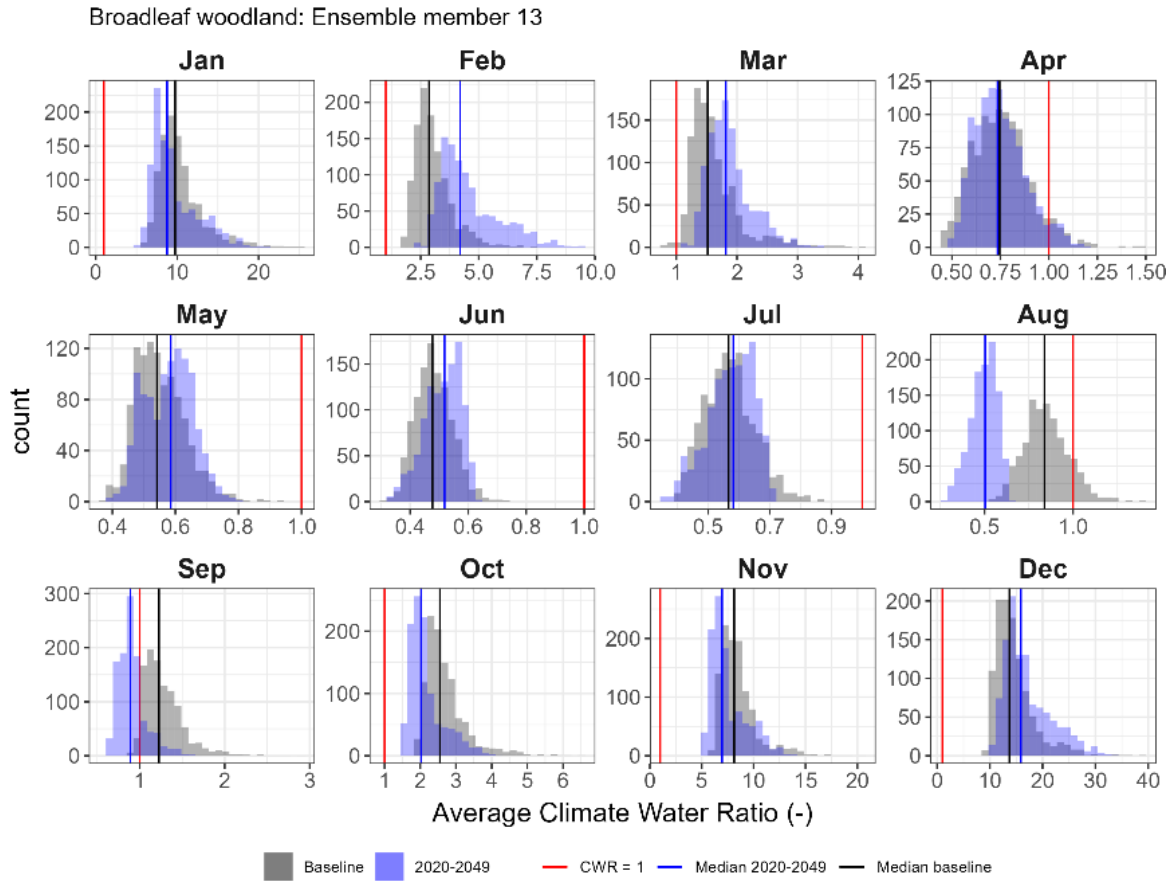 Broadleaf woodland: Ensemble member 13
Jan Feb Mar Apr
200 150 100 50 0
200 150 100 50 0
150 100 50 0
125 100 75 50 25 0
0 10 20
2.5 5.0 7.5 10.0
1 2 3 4
0.50 0.75 1.00 1.25 1.50
May Jun Jul Aug
120 80 40 0
150 100 50 0
100 50 0
200 150 100 50 0
0.4 0.6 0.8 1.0
0.4 0.6 0.8 1.0
0.5 0.7 0.9
0.5 1.0
count
Sep Oct Nov Dec
300 200 100 0
200 100 0
200 100 0
200 150 100 50 0
1 2 3
1 2 3 4 5 6
0 5 10 15 20
0 10 20 30 40
Average Climate Water Ratio (-)
Baseline 2020-2049 CWR = 1 Median 2020-2049 Median baseline